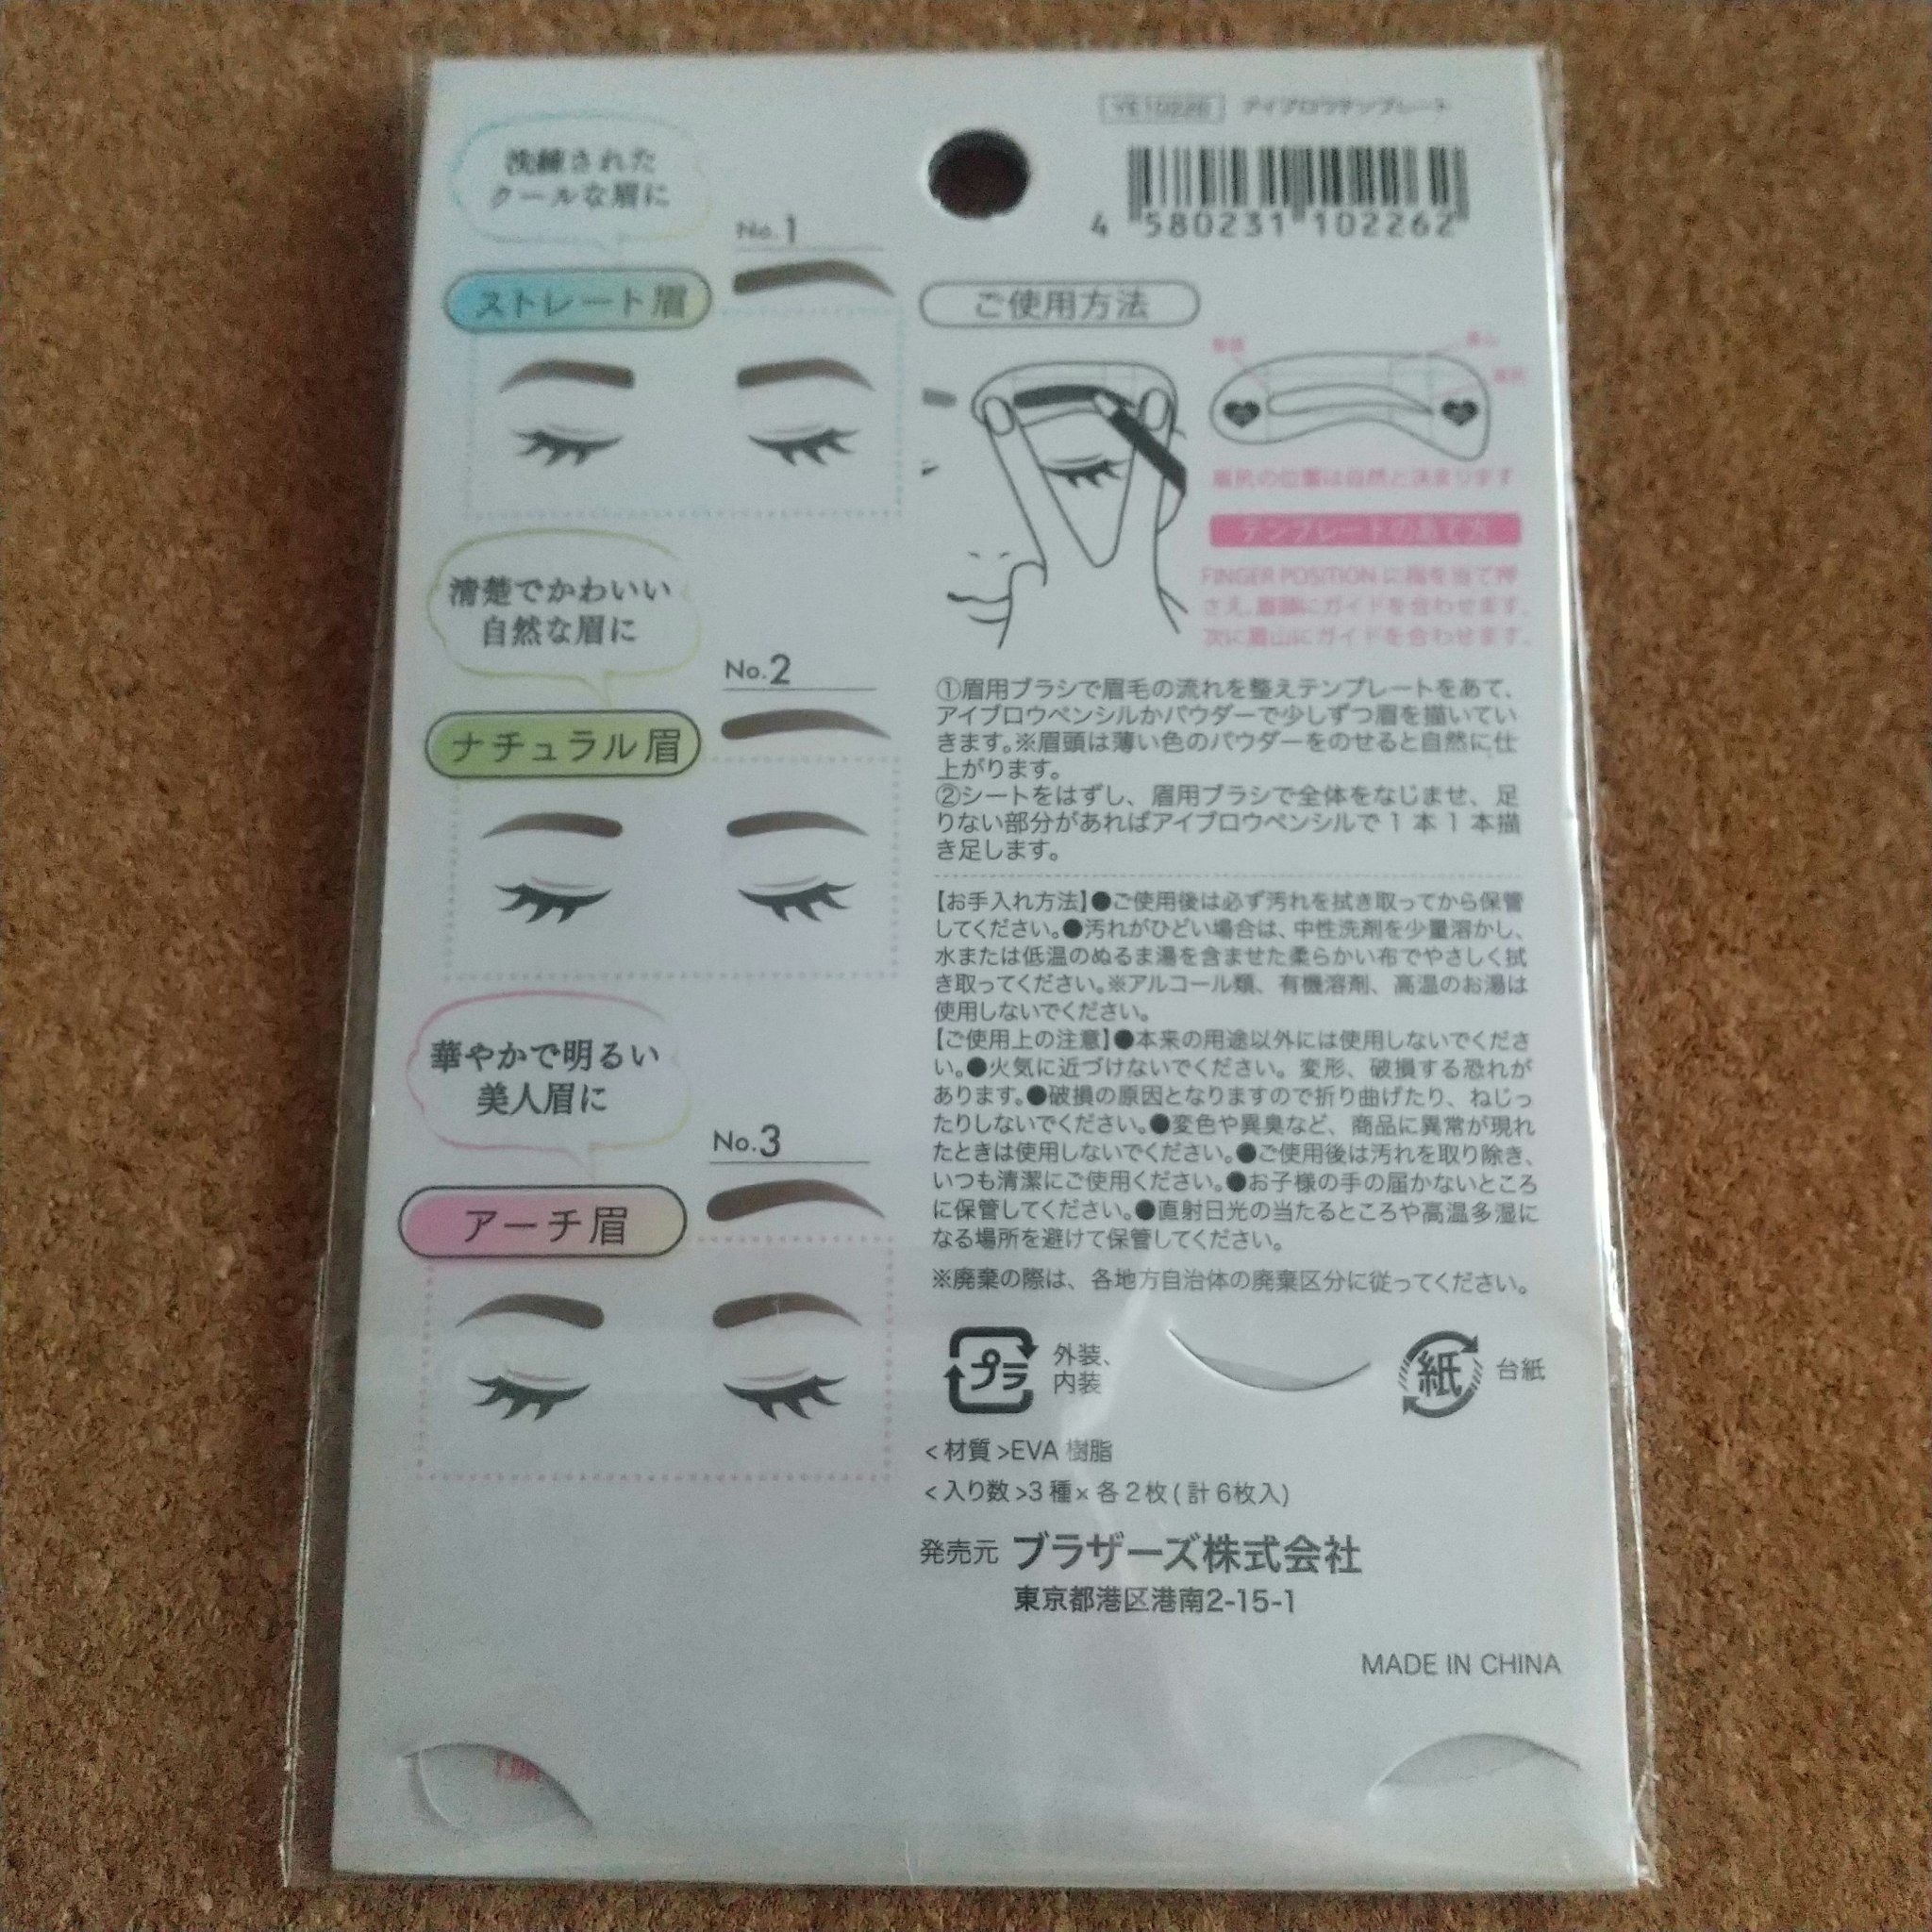 洗練された
クールな眉に
No.1
ストレート眉
清楚でかわいい
自然な眉に
No.2
ナチュラル眉
華やかで明るい
美人眉に
No.3
アーチ眉
アイブロウテンプレート
4 580231 102262
ご使用方法
眉頭
眉山
眉尻
眉尻の位置は自然と決まります
テンプレートのあて方
FINGER POSITION に指を当て押
さえ、眉頭にガイドを合わせます。
次に眉山にガイドを合わせます。
①眉用ブラシで眉毛の流れを整えテンプレートをあて、
アイブロウペンシルかパウダーで少しずつ眉を描いてい
きます。※眉頭は薄い色のパウダーをのせると自然に仕
上がります。
②シートをはずし、眉用ブラシで全体をなじませ、足
りない部分があればアイブロウペンシルで1本1本描
き足します。
【お手入れ方法】●ご使用後は必ず汚れを拭き取ってから保管
してください。●汚れがひどい場合は、中性洗剤を少量溶かし、
水または低温のぬるま湯を含ませた柔らかい布でやさしく拭
き取ってください。※アルコール類、有機溶剤、高温のお湯は
使用しないでください。
【ご使用上の注意】●本来の用途以外には使用しないでくださ
い。●火気に近づけないでください。変形、破損する恐れが
あります。●破損の原因となりますので折り曲げたり、ねじっ
たりしないでください。●変色や異臭など、商品に異常が現れ
たときは使用しないでください。●ご使用後は汚れを取り除き、
いつも清潔にご使用ください。●お子様の手の届かないところ
に保管してください。●直射日光の当たるところや高温多湿に
なる場所を避けて保管してください。
※廃棄の際は、各地方自治体の廃棄区分に従ってください。
プラ
外装、
内装
紙
台紙
<材質>EVA 樹脂
<入り数>3種×各2枚(計6枚入)
発売元 ブラザーズ株式会社
東京都港区港南2-15-1
MADE IN CHINA